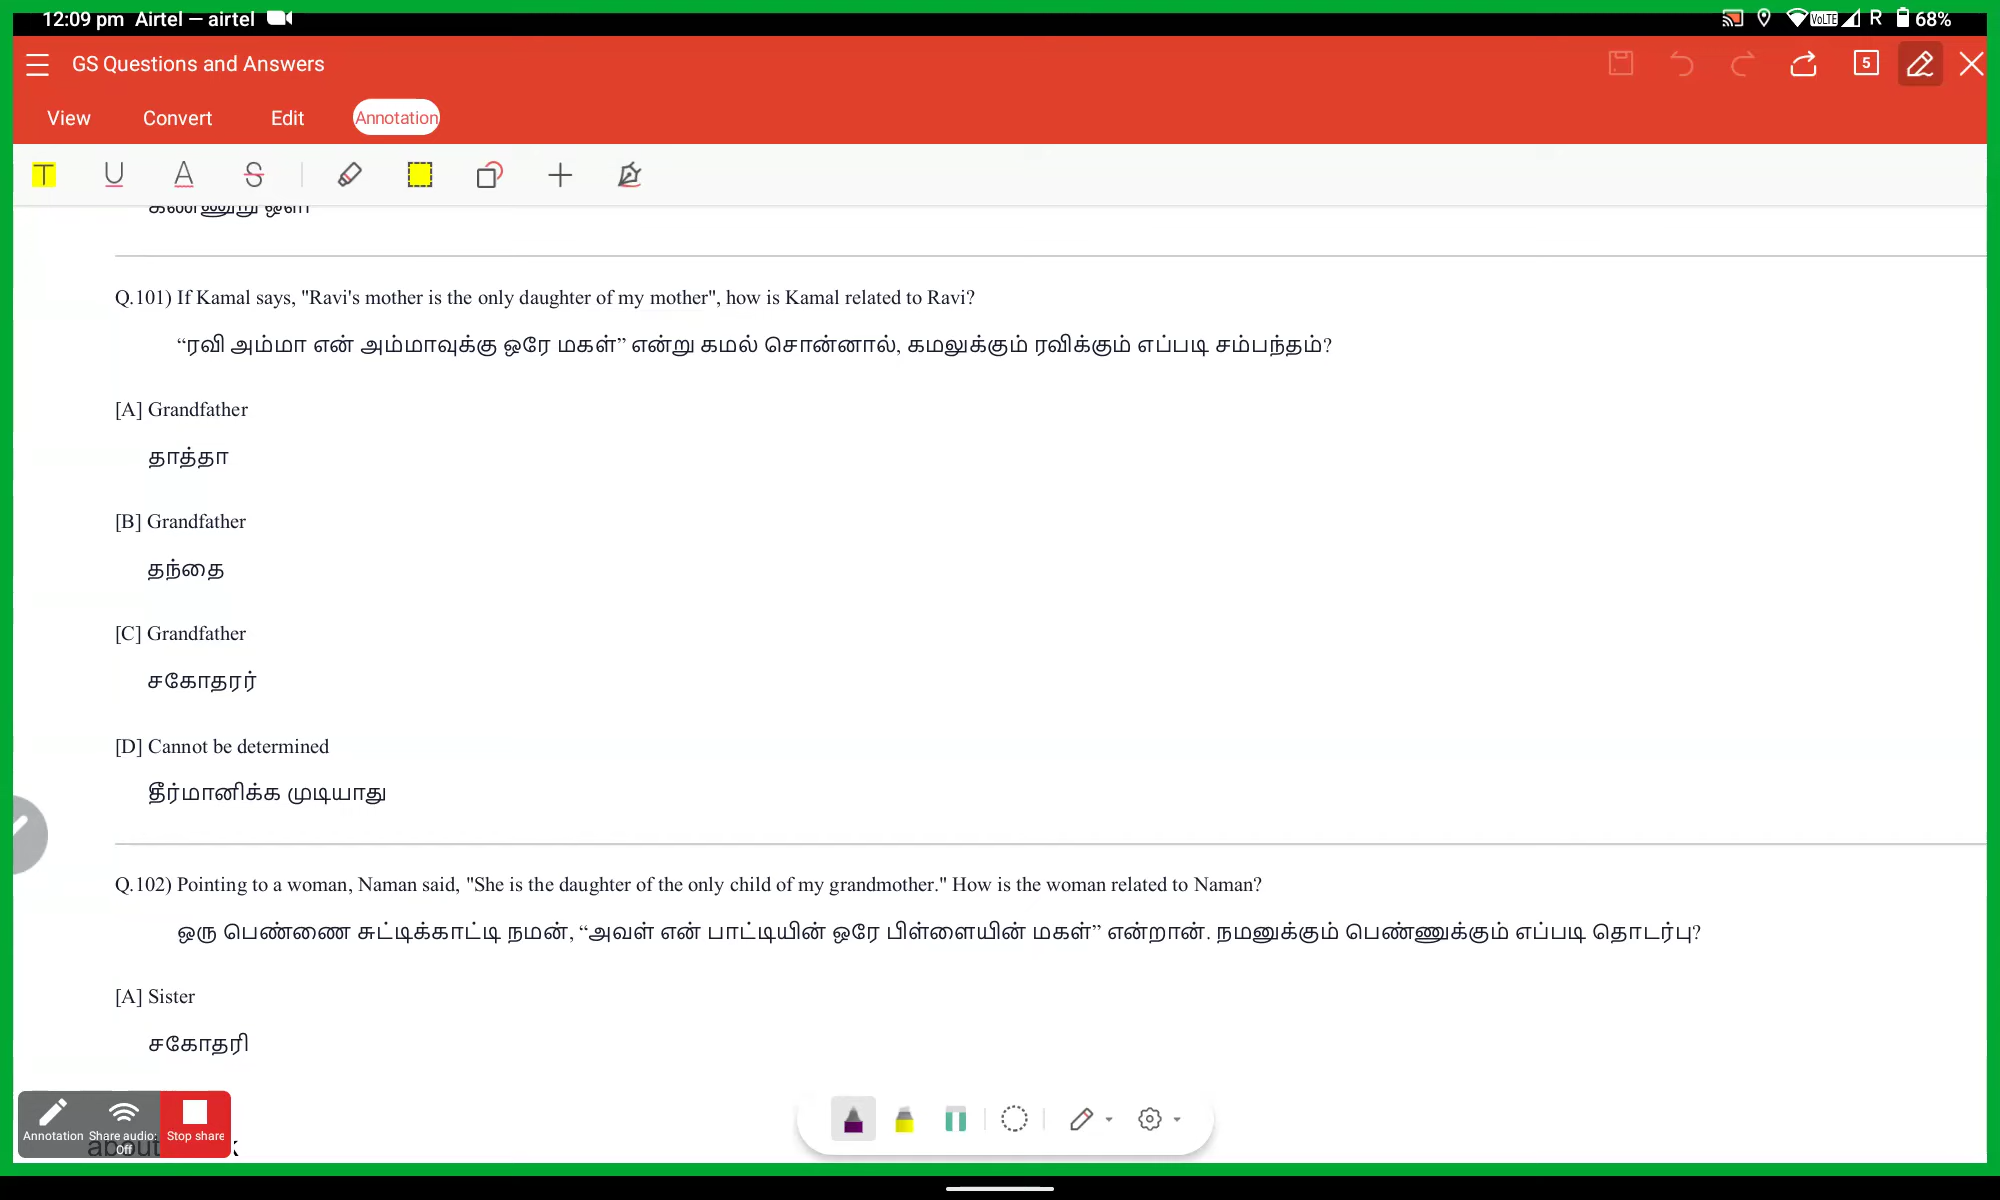 12:09 pm Airtel – airtel
VoLTE R 68%
GS Questions and Answers
5
View Convert Edit Annotation
T U A S
Q.101) If Kamal says, "Ravi's mother is the only daughter of my mother", how is Kamal related to Ravi?
“ரவி அம்மா என் அம்மாவுக்கு ஒரே மகள்” என்று கமல் சொன்னால், கமலுக்கும் ரவிக்கும் எப்படி சம்பந்தம்?
[A] Grandfather
தாத்தா
[B] Grandfather
தந்தை
[C] Grandfather
சகோதரர்
[D] Cannot be determined
தீர்மானிக்க முடியாது
Q.102) Pointing to a woman, Naman said, "She is the daughter of the only child of my grandmother." How is the woman related to Naman?
ஒரு பெண்ணை சுட்டிக்காட்டி நமன், “அவள் என் பாட்டியின் ஒரே பிள்ளையின் மகள்” என்றான். நமனுக்கும் பெண்ணுக்கும் எப்படி தொடர்பு?
[A] Sister
சகோதரி
Annotation Share audio: Off Stop share
about